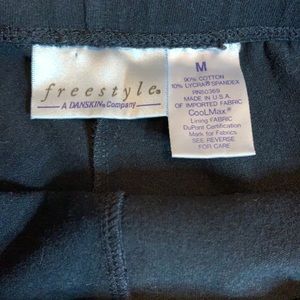 freestyle®
A DANSKIN® Company
M
90% COTTON
10% LYCRA® SPANDEX
RN50369
MADE IN U.S.A.
OF IMPORTED FABRIC
CooLMax®
Lining FABRIC
DuPont Certification
Mark for Fabrics
SEE REVERSE
FOR CARE